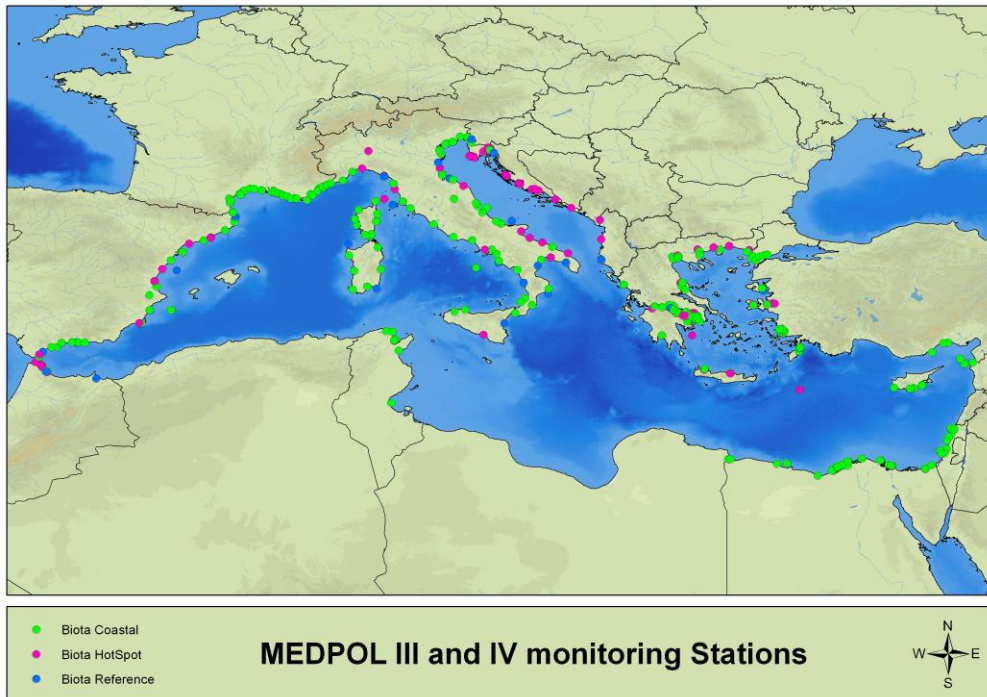 Biota Coastal
Biota HotSpot
Biota Reference
MEDPOL III and IV monitoring Stations
N
W E
S